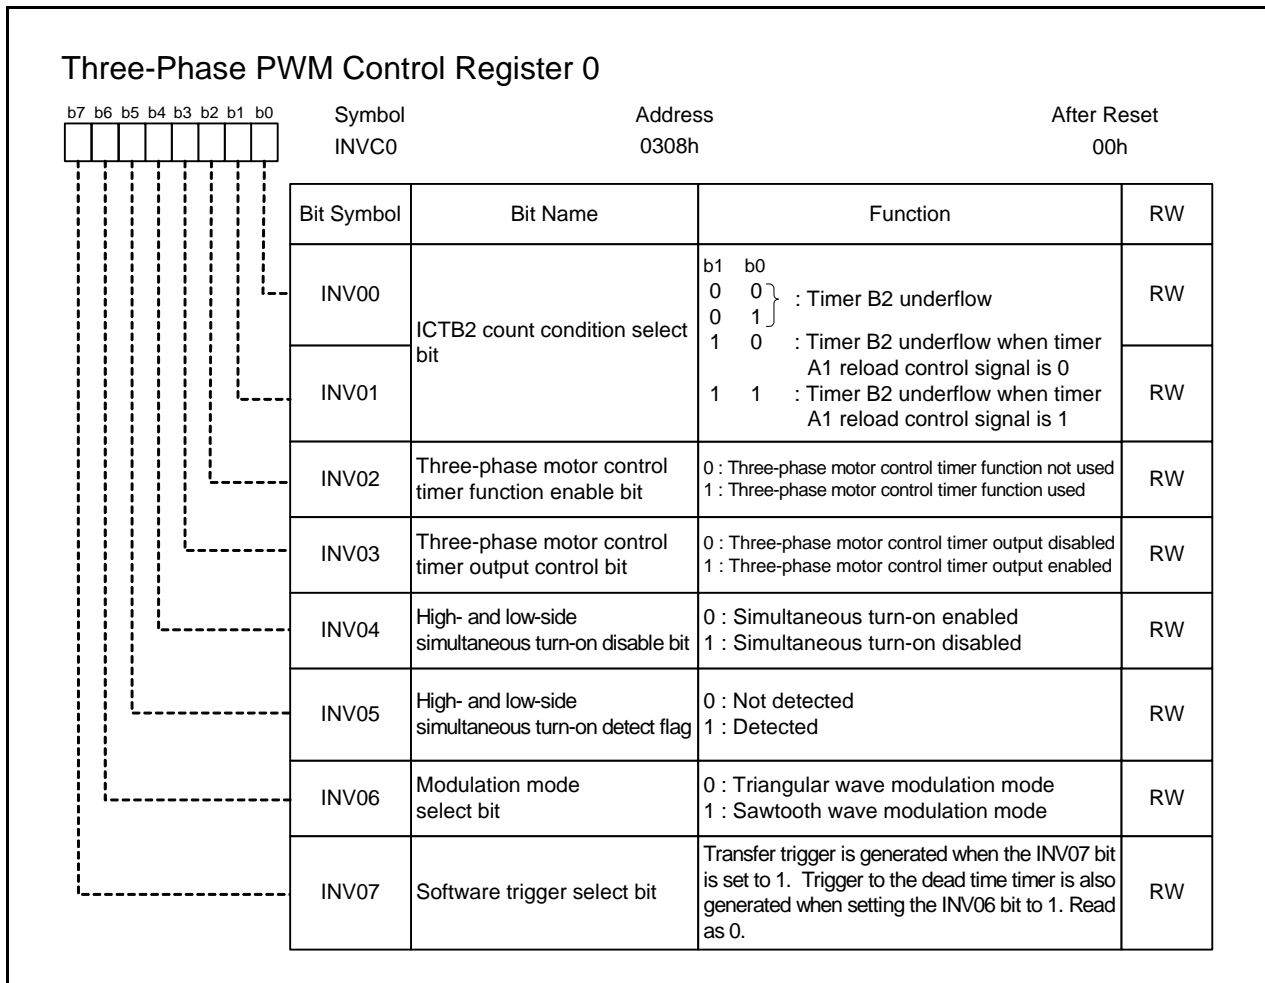 Three-Phase PWM Control Register 0
b7 b6 b5 b4 b3 b2 b1 b0
Symbol Address After Reset
INVC0 0308h 00h
Bit Symbol Bit Name Function RW
INV00
INV01
ICTB2 count condition select
bit
b1 b0
0 0
0 1
: Timer B2 underflow
1 0 : Timer B2 underflow when timer
A1 reload control signal is 0
1 1 : Timer B2 underflow when timer
A1 reload control signal is 1
RW
RW
INV02
Three-phase motor control
timer function enable bit
0 : Three-phase motor control timer function not used
1 : Three-phase motor control timer function used
RW
INV03
Three-phase motor control
timer output control bit
0 : Three-phase motor control timer output disabled
1 : Three-phase motor control timer output enabled
RW
INV04
High- and low-side
simultaneous turn-on disable bit
0 : Simultaneous turn-on enabled
1 : Simultaneous turn-on disabled
RW
INV05
High- and low-side
simultaneous turn-on detect flag
0 : Not detected
1 : Detected
RW
INV06
Modulation mode
select bit
0 : Triangular wave modulation mode
1 : Sawtooth wave modulation mode
RW
INV07
Software trigger select bit
Transfer trigger is generated when the INV07 bit
is set to 1. Trigger to the dead time timer is also
generated when setting the INV06 bit to 1. Read
as 0.
RW